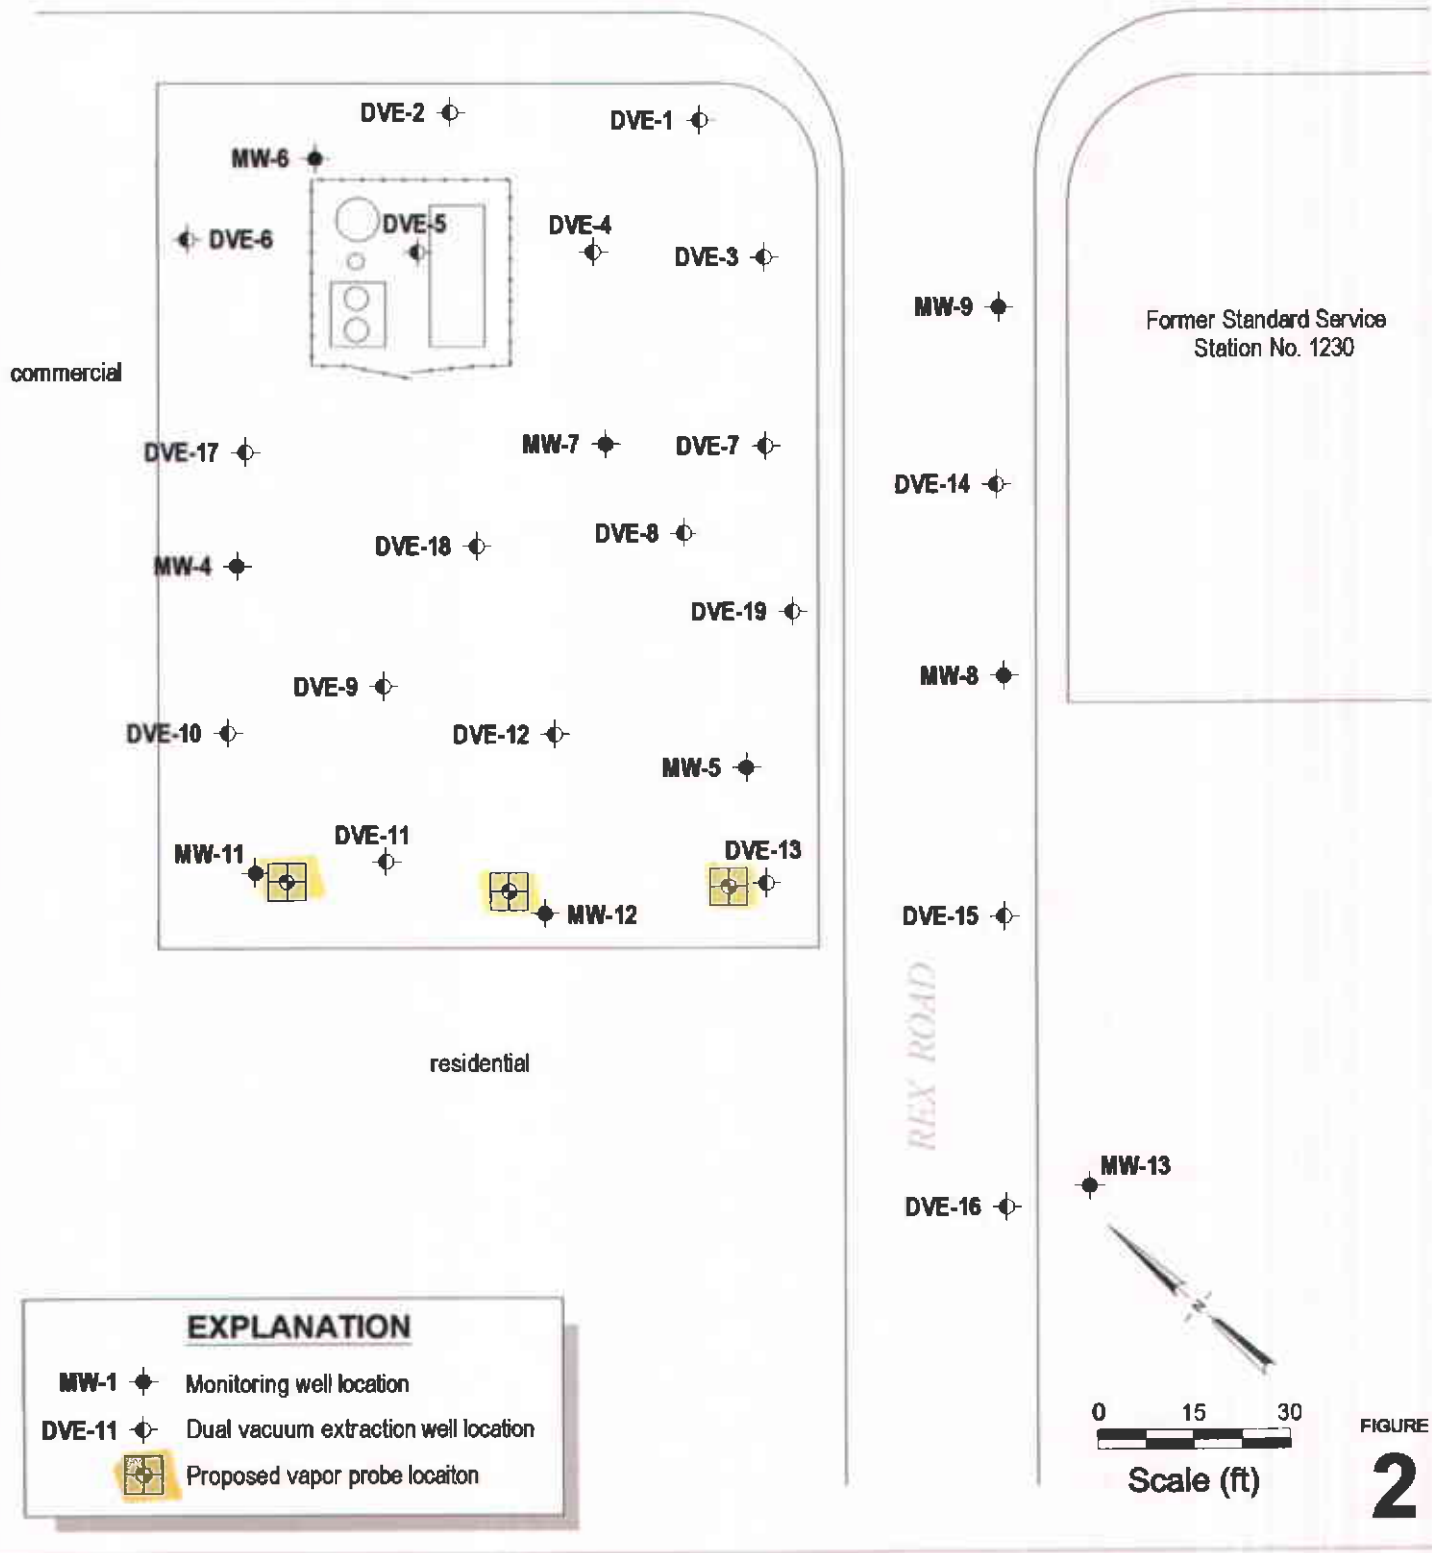 DVE-2
DVE-1
MW-6
DVE-5
DVE-4
DVE-6
DVE-3
MW-9
Former Standard Service
Station No. 1230
commercial
DVE-17
MW-7
DVE-7
DVE-14
DVE-18
DVE-8
MW-4
DVE-19
MW-8
DVE-9
DVE-10
DVE-12
MW-5
DVE-11
MW-11
DVE-13
MW-12
DVE-15
REX ROAD
residential
MW-13
DVE-16
N
EXPLANATION
MW-1 Monitoring well location
DVE-11 Dual vacuum extraction well location
Proposed vapor probe locaiton
0 15 30
Scale (ft)
FIGURE
2